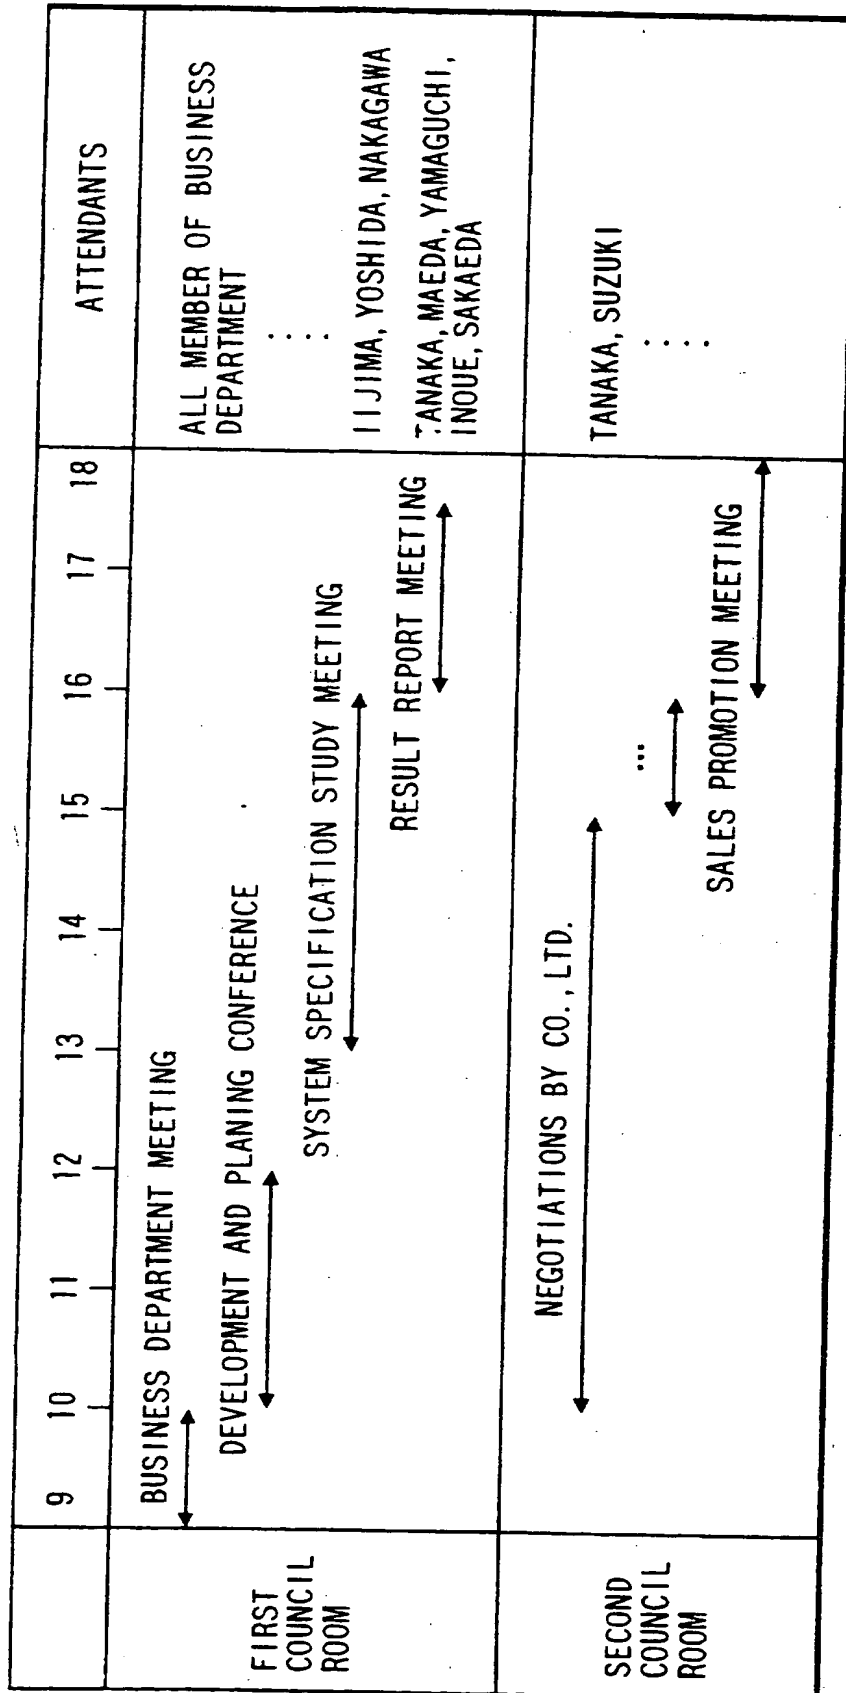 9 10 11 12 13 14 15 16 17 18 ATTENDANTS
FIRST
COUNCIL
ROOM
BUSINESS DEPARTMENT MEETING
DEVELOPMENT AND PLANING CONFERENCE
SYSTEM SPECIFICATION STUDY MEETING
RESULT REPORT MEETING
ALL MEMBER OF BUSINESS
DEPARTMENT
....
IIJIMA, YOSHIDA, NAKAGAWA
TANAKA, MAEDA, YAMAGUCHI,
INOUE, SAKAEDA
SECOND
COUNCIL
ROOM
NEGOTIATIONS BY CO., LTD.
...
SALES PROMOTION MEETING
TANAKA, SUZUKI
....